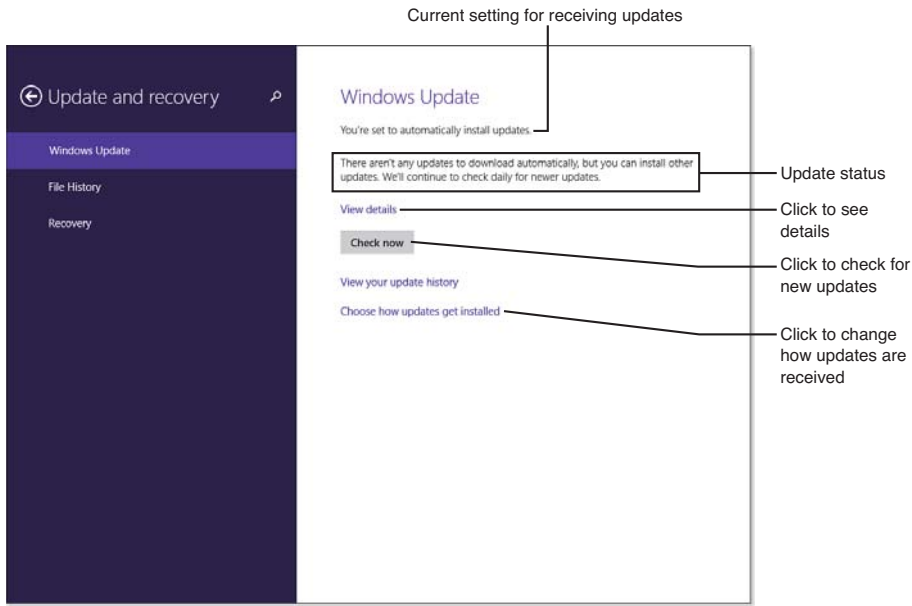 Current setting for receiving updates
Update and recovery
Windows Update
File History
Recovery
Windows Update
You're set to automatically install updates.
There aren't any updates to download automatically, but you can install other
updates. We'll continue to check daily for newer updates.
View details
Check now
View your update history
Choose how updates get installed
Update status
Click to see
details
Click to check for
new updates
Click to change
how updates are
received